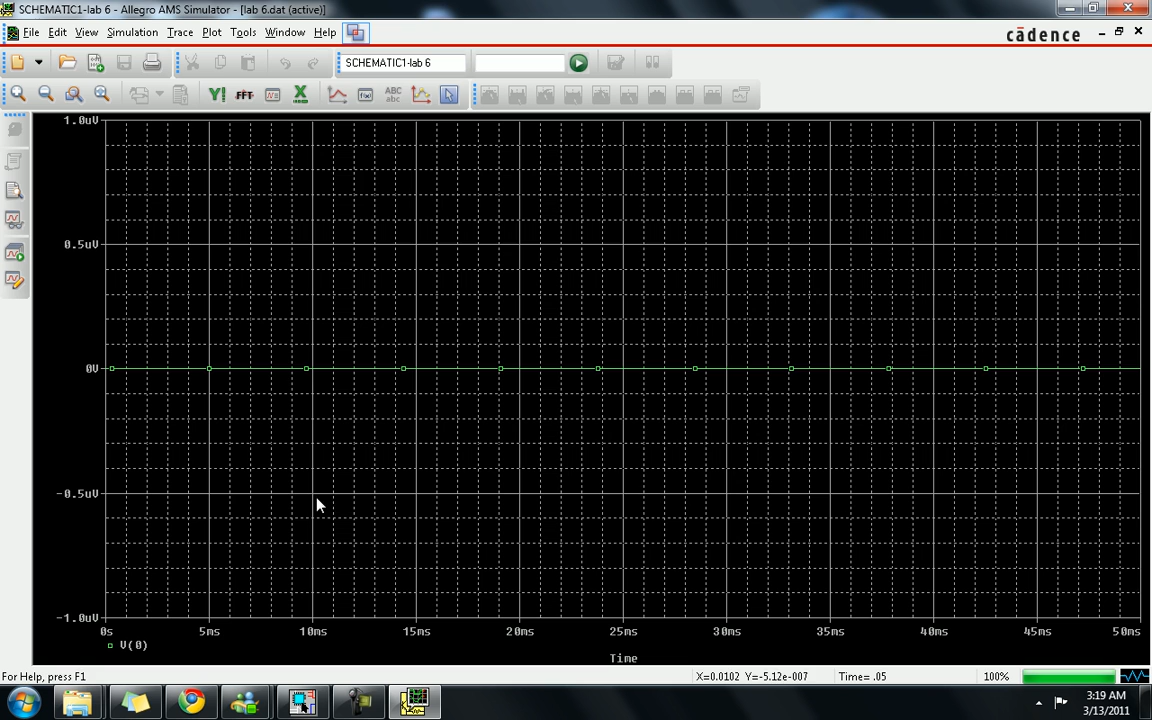 SCHEMATIC1-lab 6 - Allegro AMS Simulator - [lab 6.dat (active)]
File Edit View Simulation Trace Plot Tools Window Help
cādence
SCHEMATIC1-lab 6
FFT
ABC
abc
1.0uV
0.5uV
0V
-0.5uV
-1.0uV
0s 5ms 10ms 15ms 20ms 25ms 30ms 35ms 40ms 45ms 50ms
V(0)
Time
For Help, press F1 X=0.0102 Y=-5.12e-007 Time= .05 100%
3:19 AM
3/13/2011